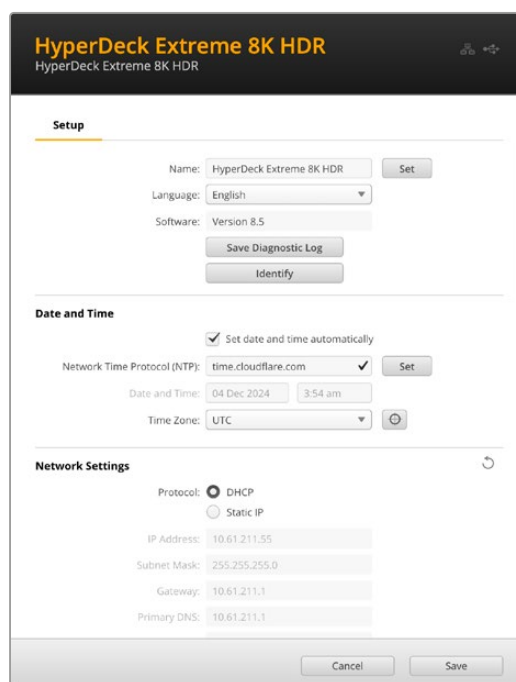 HyperDeck Extreme 8K HDR
HyperDeck Extreme 8K HDR
Setup
Name: HyperDeck Extreme 8K HDR Set
Language: English
Software: Version 8.5
Save Diagnostic Log
Identify
Date and Time
Set date and time automatically
Network Time Protocol (NTP): time.cloudflare.com Set
Date and Time: 04 Dec 2024 3:54 am
Time Zone: UTC
Network Settings
Protocol: DHCP
Static IP
IP Address: 10.61.211.55
Subnet Mask: 255.255.255.0
Gateway: 10.61.211.1
Primary DNS: 10.61.211.1
Cancel Save